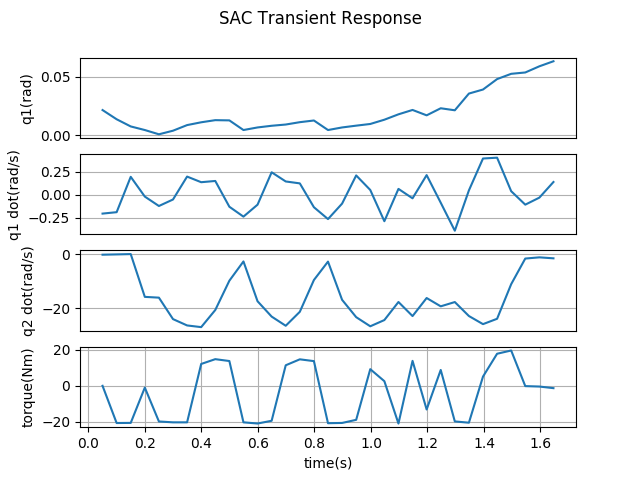 SAC Transient Response
q1(rad)
0.05
0.00
q1 dot(rad/s)
0.25
0.00
−0.25
q2 dot(rad/s)
0
−20
torque(Nm)
20
0
−20
0.0 0.2 0.4 0.6 0.8 1.0 1.2 1.4 1.6
time(s)